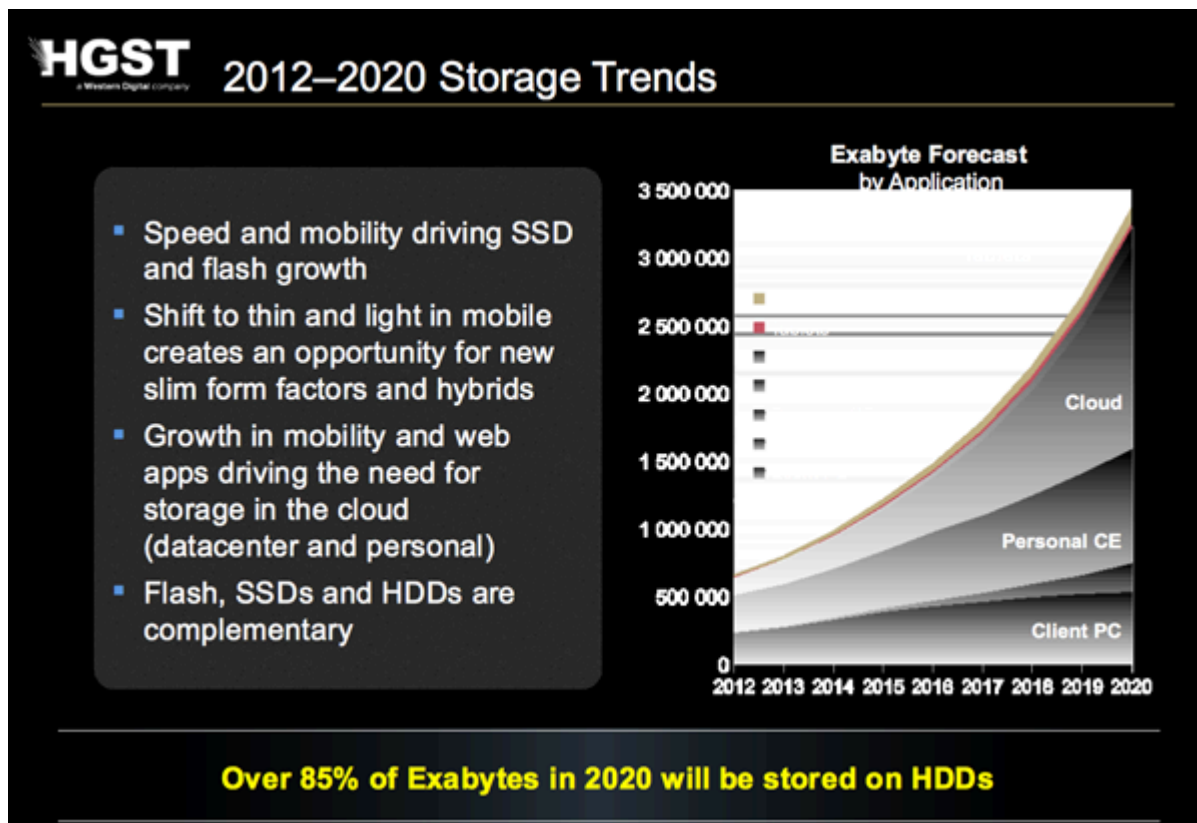 HGST
a Western Digital company
2012–2020 Storage Trends
▪ Speed and mobility driving SSD
and flash growth
▪ Shift to thin and light in mobile
creates an opportunity for new
slim form factors and hybrids
▪ Growth in mobility and web
apps driving the need for
storage in the cloud
(datacenter and personal)
▪ Flash, SSDs and HDDs are
complementary
Exabyte Forecast
by Application
3 500 000
3 000 000
2 500 000
2 000 000
1 500 000
1 000 000
500 000
0
Cloud
Personal CE
Client PC
2012 2013 2014 2015 2016 2017 2018 2019 2020
Over 85% of Exabytes in 2020 will be stored on HDDs